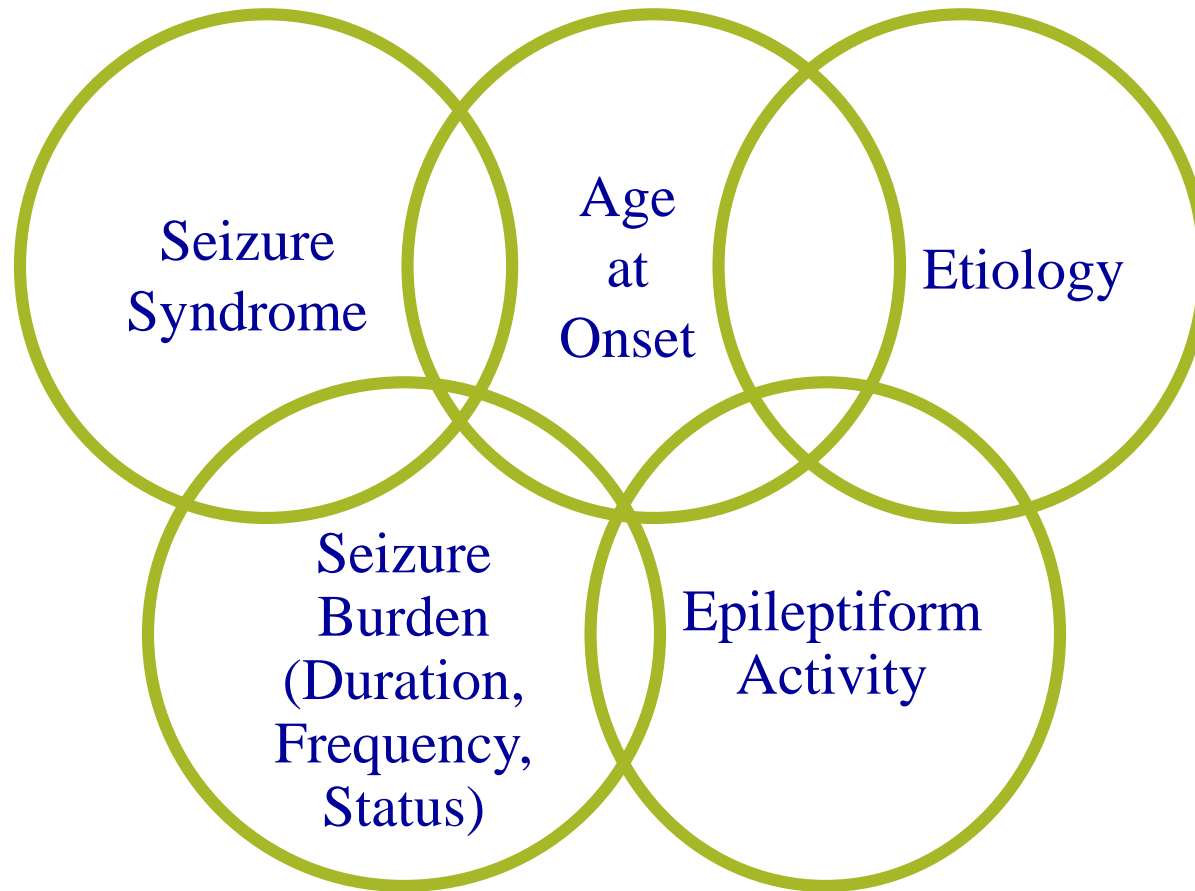 Seizure
Syndrome
Age
at
Onset
Etiology
Seizure
Burden
(Duration,
Frequency,
Status)
Epileptiform
Activity